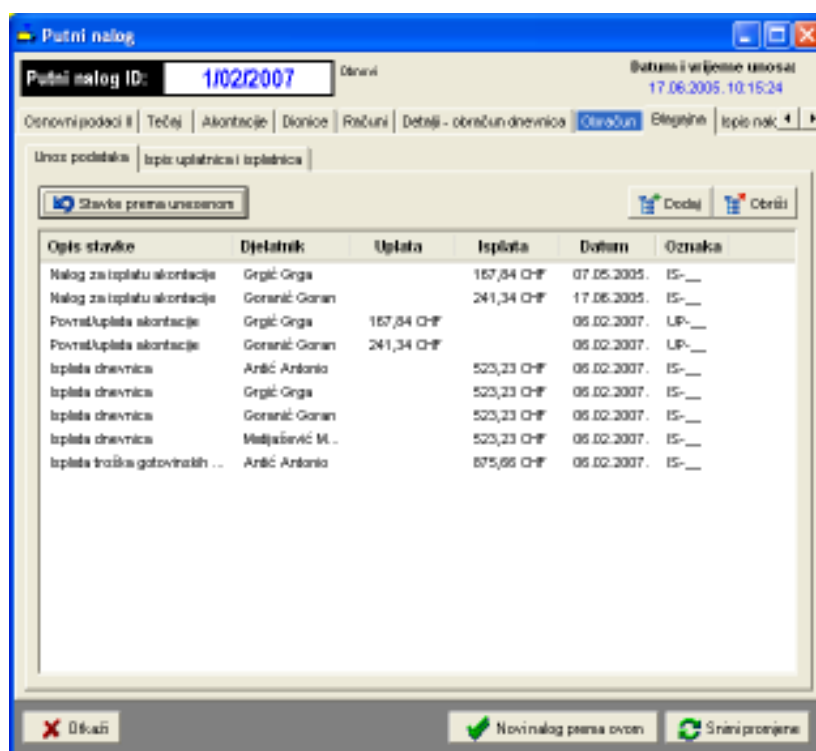 Putni nalog
Putni nalog ID: 1/02/2007 Obnovi Datum i vrijeme unosa:
17.06.2005. 10:15:24
Osnovni podaci II Tečaj Akontacije Dionice Računi Detalji - obračun dnevnica Obračun Blagajna Ispis nak
Unos podataka Ispis uplatnica i isplatnica
Stavke prema unesenom Dodaj Obriši
Opis stavke Djelatnik Uplata Isplata Datum Oznaka
Nalog za isplatu akontacije Grgić Grga 167,84 CHF 07.06.2005. IS-__
Nalog za isplatu akontacije Goranić Goran 241,34 CHF 17.06.2005. IS-__
Povrat/uplata akontacije Grgić Grga 167,84 CHF 06.02.2007. UP-__
Povrat/uplata akontacije Goranić Goran 241,34 CHF 06.02.2007. UP-__
Isplata dnevnica Antić Antonio 523,23 CHF 06.02.2007. IS-__
Isplata dnevnica Grgić Grga 523,23 CHF 06.02.2007. IS-__
Isplata dnevnica Goranić Goran 523,23 CHF 06.02.2007. IS-__
Isplata dnevnica Matijašević M... 523,23 CHF 06.02.2007. IS-__
Isplata troška gotovinskih ... Antić Antonio 875,66 CHF 06.02.2007. IS-__
Otkaži Novi nalog prema ovom Snimi promjene